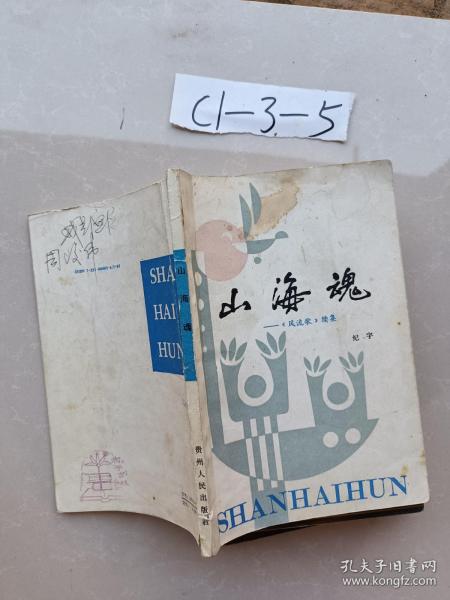 C1-3-5
山海魂
——《风流歌》续集
纪宇
SHANHAIHUN
山海魂
贵州人民出版社
SHA
HAI
HUN
孔夫子旧书网
www.kongfz.com